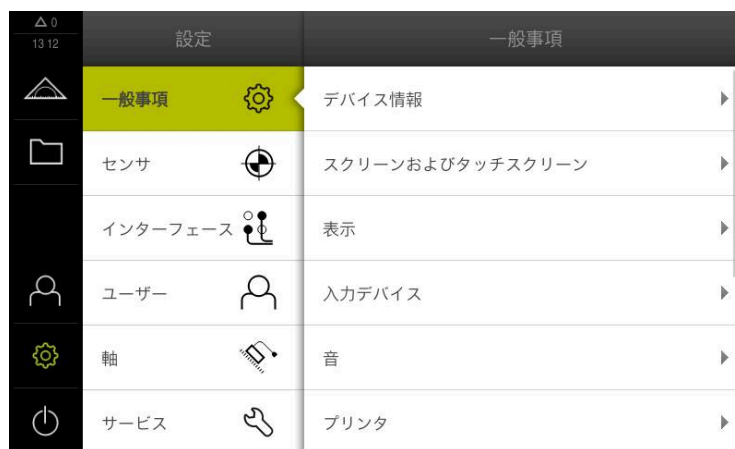 0
13 12
設定
一般事項
一般事項
センサ
インターフェース
ユーザー
軸
サービス
デバイス情報
スクリーンおよびタッチスクリーン
表示
入力デバイス
音
プリンタ